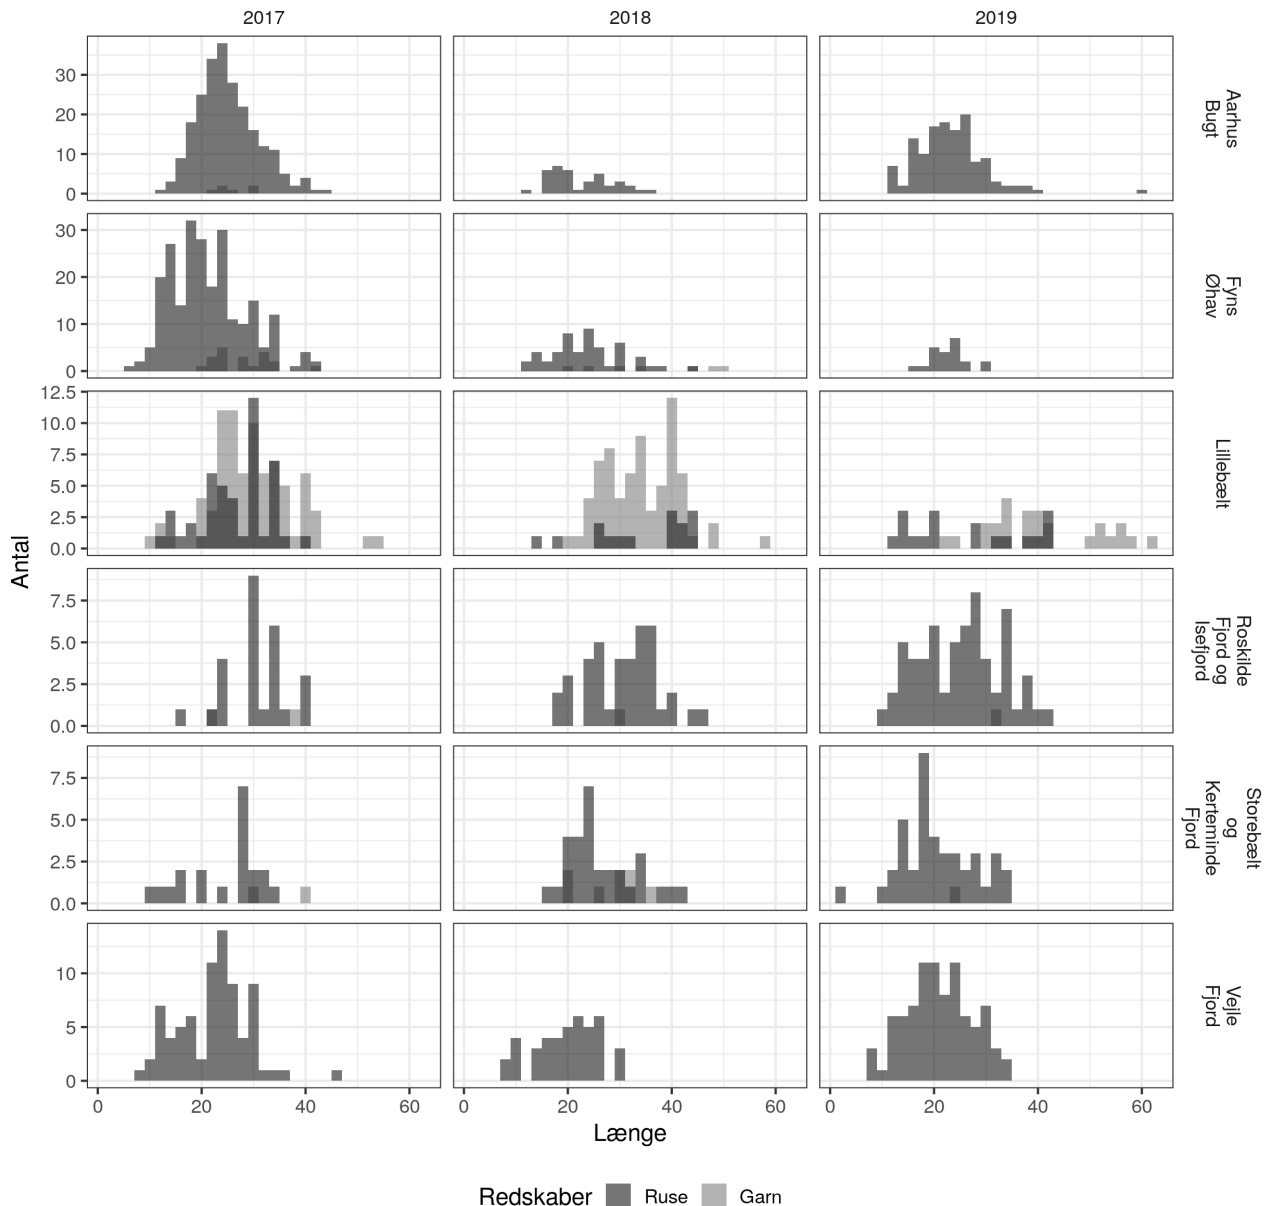 2017 2018 2019
30
20
10
0
Aarhus
Bugt
30
20
10
0
Fyns
Øhav
12.5
10.0
7.5
5.0
2.5
0.0
Lillebælt
Antal
7.5
5.0
2.5
0.0
Roskilde
Fjord og
Isefjord
7.5
5.0
2.5
0.0
Storebælt
og
Kerteminde
Fjord
10
5
0
Vejle
Fjord
0 20 40 60 0 20 40 60 0 20 40 60
Længe
Redskaber Ruse Garn